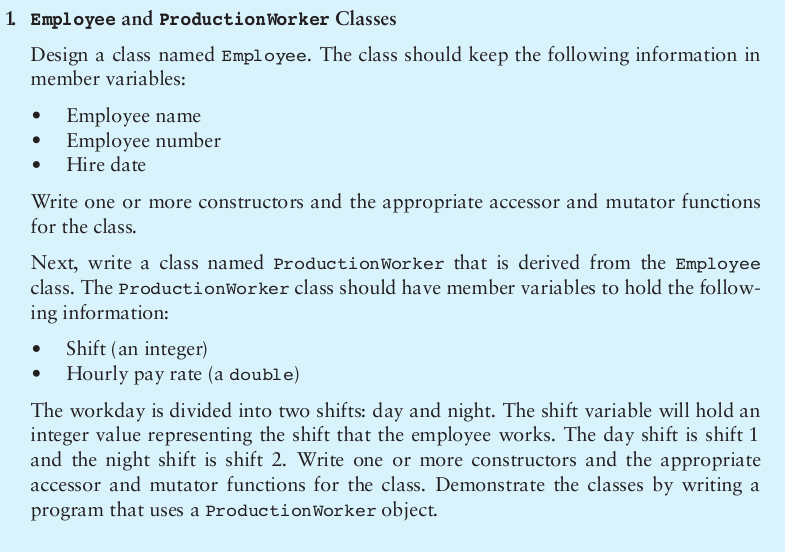 1. Employee and ProductionWorker Classes
Design a class named Employee. The class should keep the following information in
member variables:
• Employee name
• Employee number
• Hire date
Write one or more constructors and the appropriate accessor and mutator functions
for the class.
Next, write a class named ProductionWorker that is derived from the Employee
class. The ProductionWorker class should have member variables to hold the follow-
ing information:
• Shift (an integer)
• Hourly pay rate (a double)
The workday is divided into two shifts: day and night. The shift variable will hold an
integer value representing the shift that the employee works. The day shift is shift 1
and the night shift is shift 2. Write one or more constructors and the appropriate
accessor and mutator functions for the class. Demonstrate the classes by writing a
program that uses a ProductionWorker object.